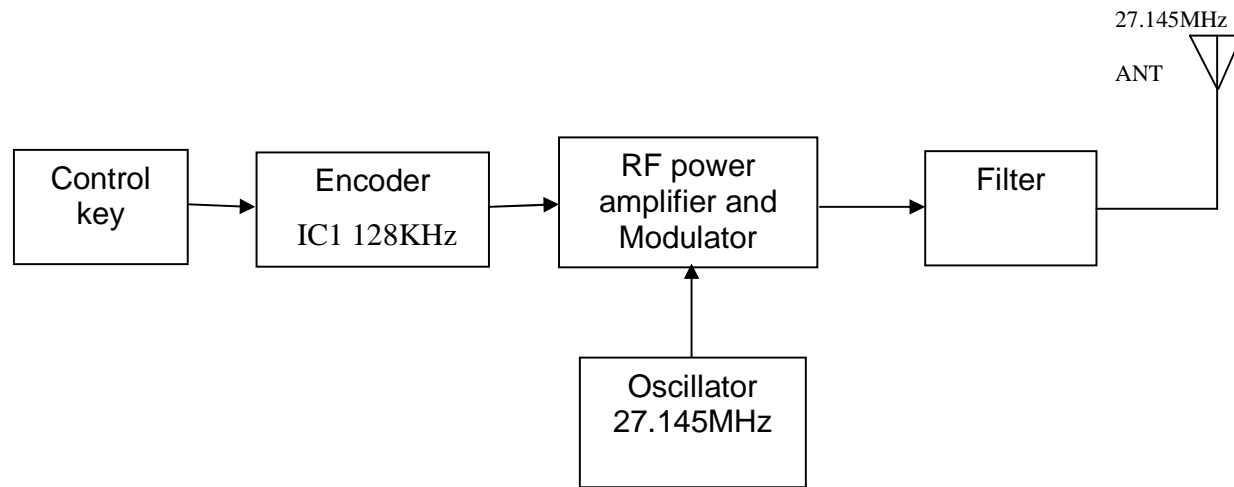 27.145MHz
ANT
Control
key
Encoder
IC1 128KHz
RF power
amplifier and
Modulator
Filter
Oscillator
27.145MHz